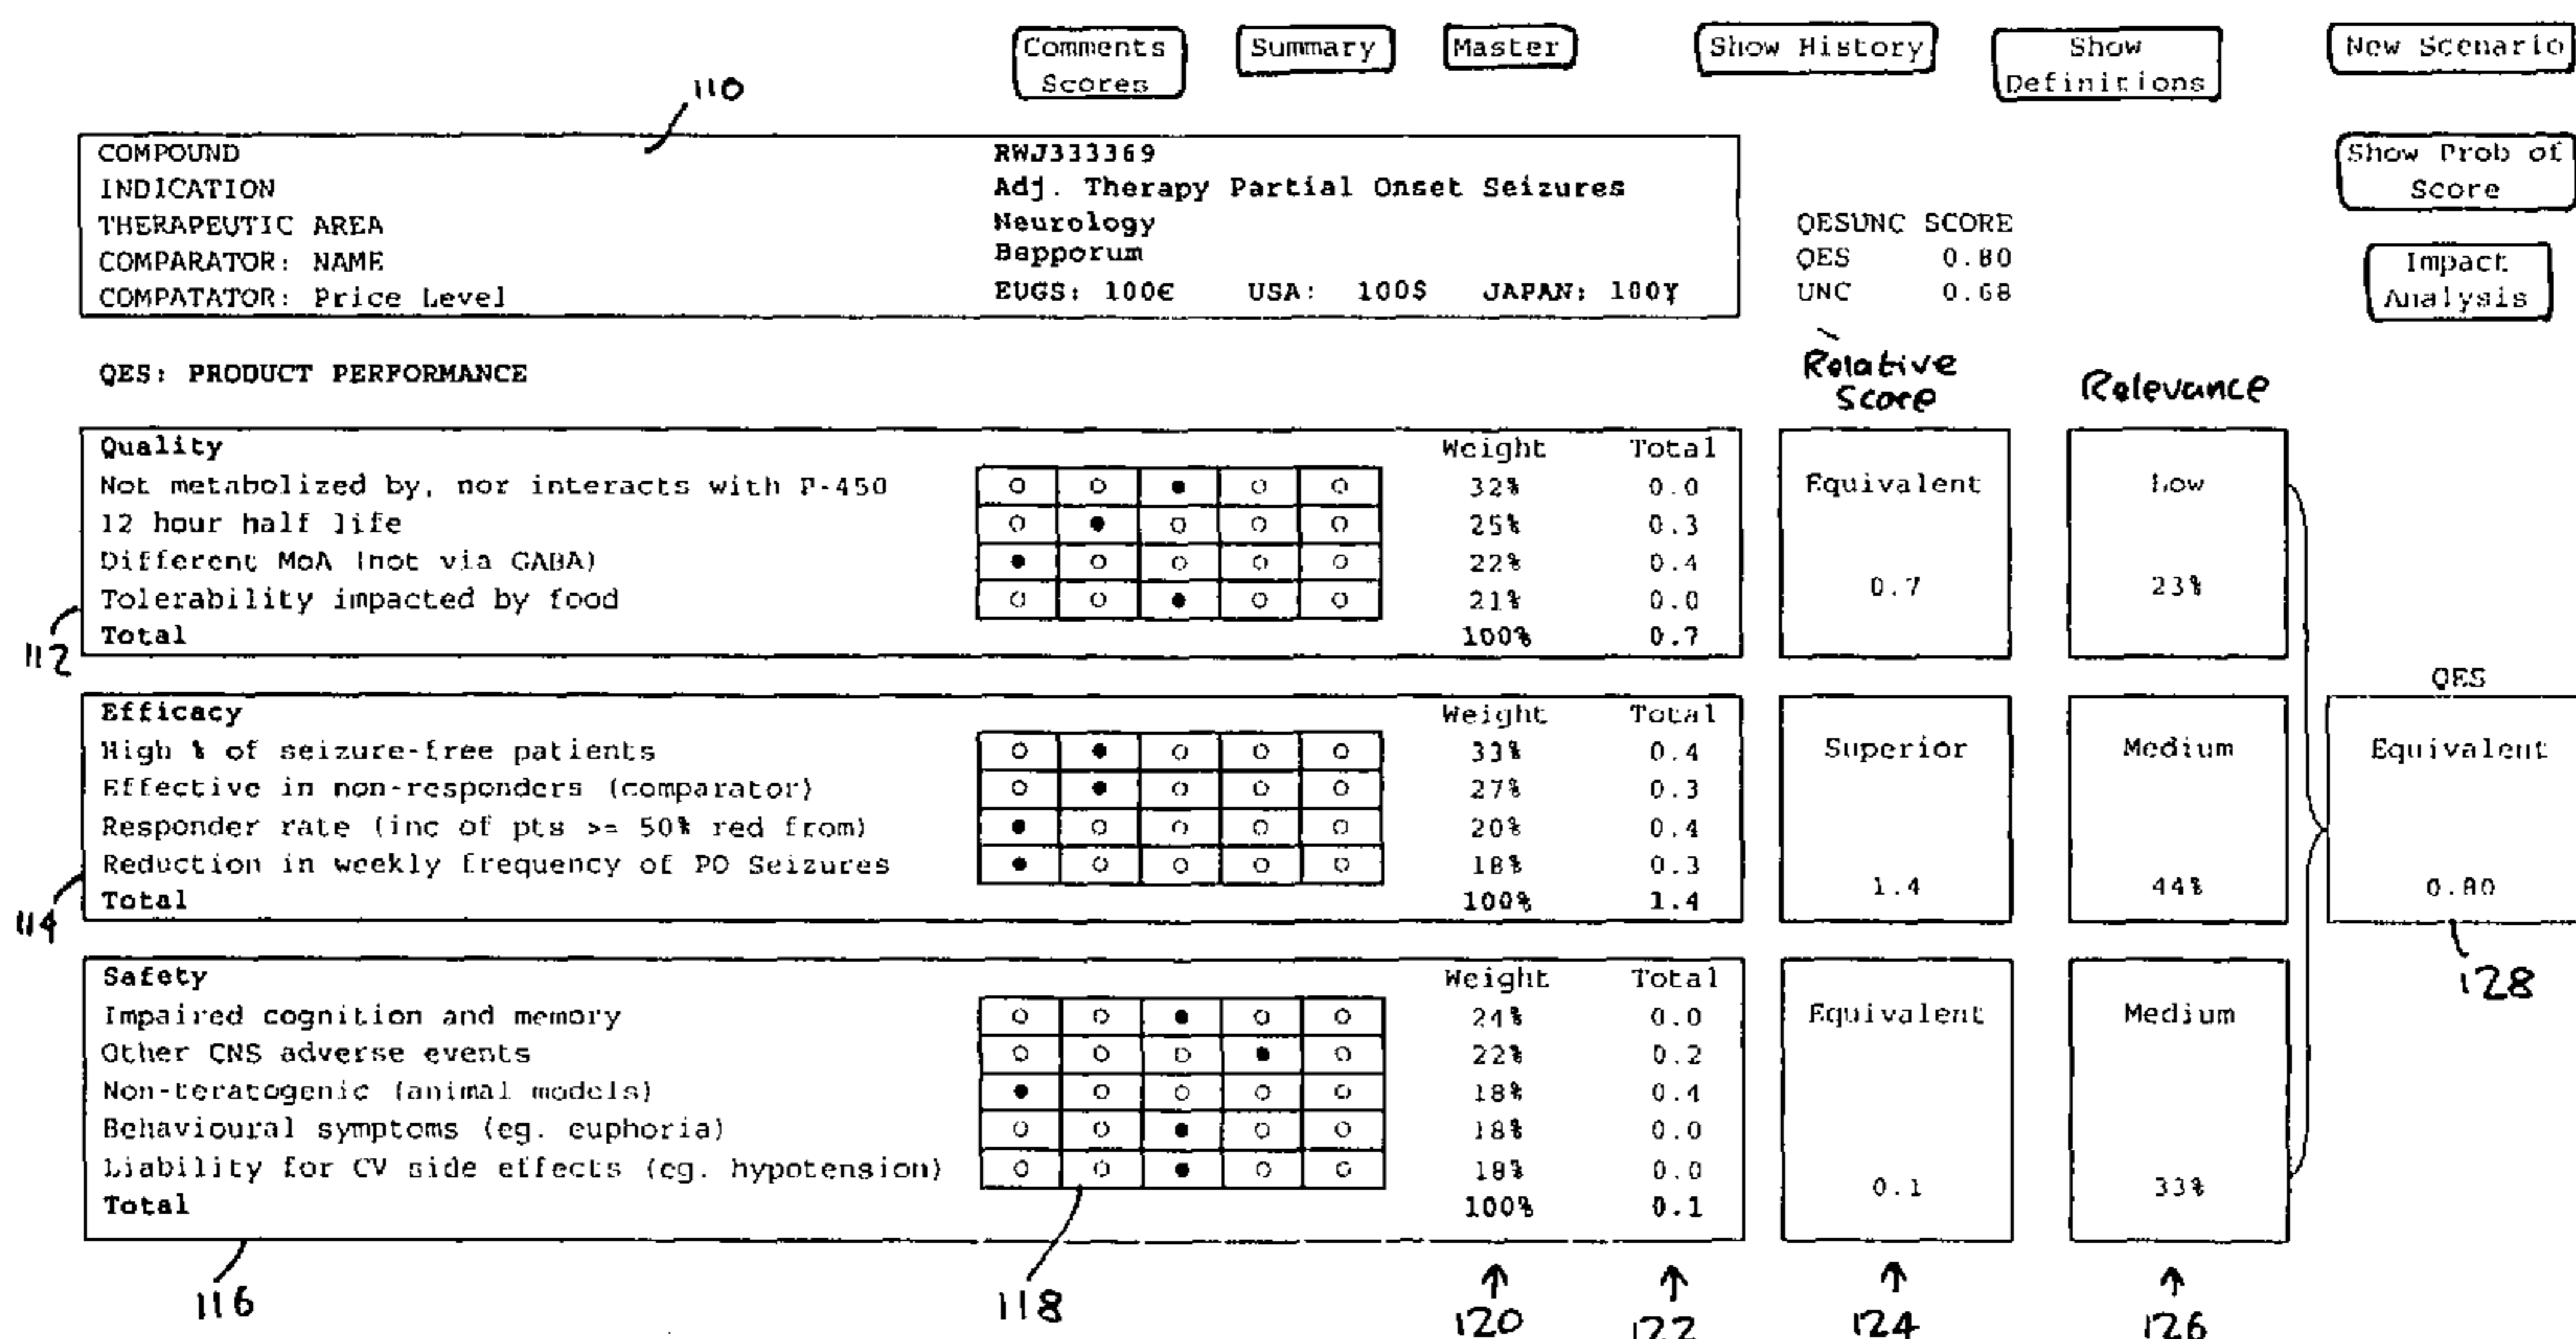 Comments Scores
Summary
Master
Show History
Show Definitions
New Scenario
110
COMPOUND RWJ333369
INDICATION Adj. Therapy Partial Onset Seizures
THERAPEUTIC AREA Neurology
COMPARATOR: NAME Bapporum
COMPATATOR: Price Level EUGS: 100€ USA: 100$ JAPAN: 100¥
Show Prob of Score
QESUNC SCORE
QES 0.80
UNC 0.68
Impact Analysis
QES: PRODUCT PERFORMANCE
Relative Score
Relevance
Quality Weight Total
Not metabolized by, nor interacts with P-450 32% 0.0 Equivalent Low
12 hour half life 25% 0.3
Different MoA (not via GABA) 22% 0.4
Tolerability impacted by food 21% 0.0 0.7 23%
Total 100% 0.7
112
QES
Efficacy Weight Total
High % of seizure-free patients 33% 0.4 Superior Medium Equivalent
Effective in non-responders (comparator) 27% 0.3
Responder rate (inc of pts >= 50% red from) 20% 0.4
Reduction in weekly frequency of PO Seizures 18% 0.3
Total 100% 1.4 1.4 44% 0.80
114
128
Safety Weight Total
Impaired cognition and memory 24% 0.0 Equivalent Medium
Other CNS adverse events 22% 0.2
Non-teratogenic (animal models) 18% 0.4
Behavioural symptoms (eg. euphoria) 18% 0.0
Liability for CV side effects (eg. hypotension) 18% 0.0
Total 100% 0.1 0.1 33%
116 118 120 122 124 126